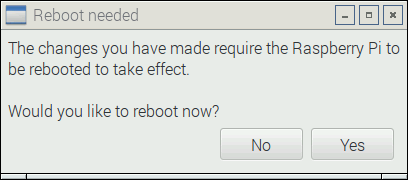 Reboot needed
The changes you have made require the Raspberry Pi to
be rebooted to take effect.
Would you like to reboot now?
No Yes